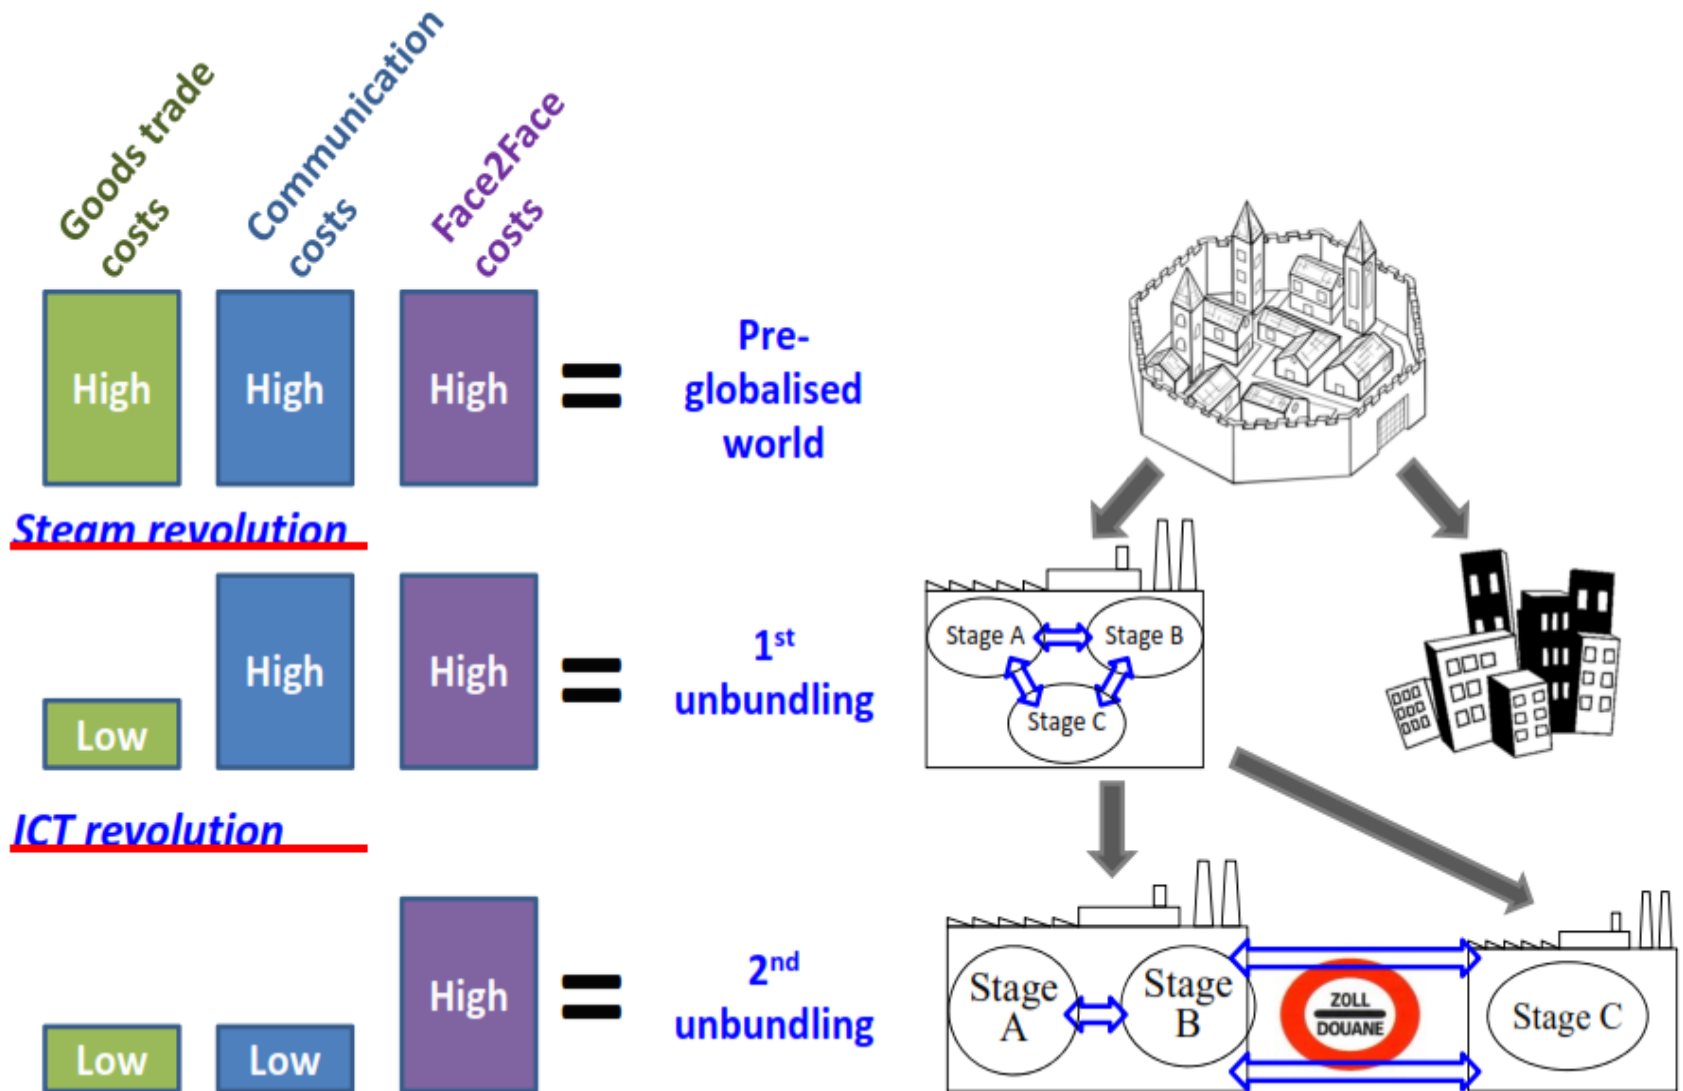 Goods trade
costs
Communication
costs
Face2Face
costs
High
High
High
=
Pre-
globalised
world
Steam revolution
Low
High
High
=
1st
unbundling
Stage A
Stage B
Stage C
ICT revolution
Low
Low
High
=
2nd
unbundling
Stage
A
Stage
B
ZOLL
DOUANE
Stage C